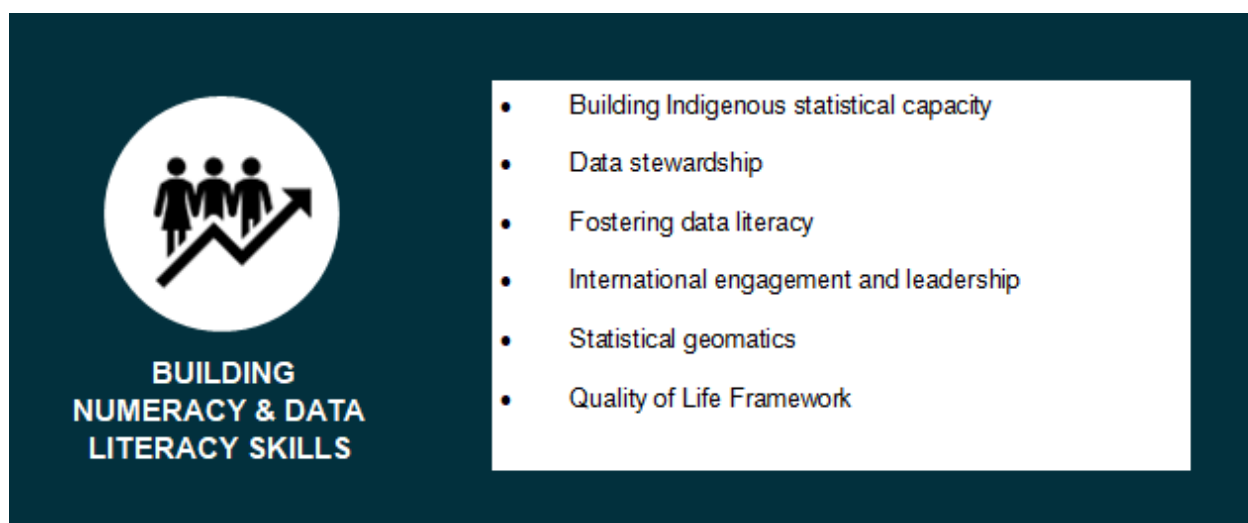 BUILDING
NUMERACY & DATA
LITERACY SKILLS
• Building Indigenous statistical capacity
• Data stewardship
• Fostering data literacy
• International engagement and leadership
• Statistical geomatics
• Quality of Life Framework